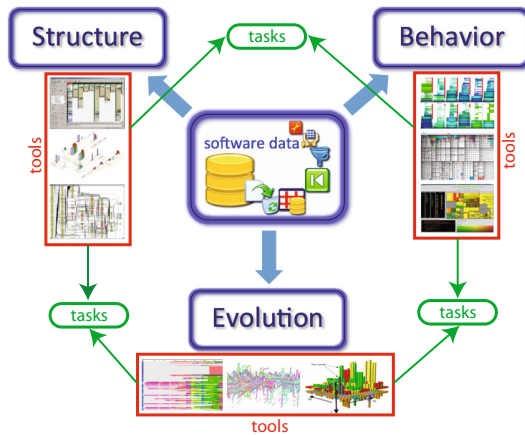 Structure
tasks
Behavior
tools
software data
tools
tasks
tasks
Evolution
tools